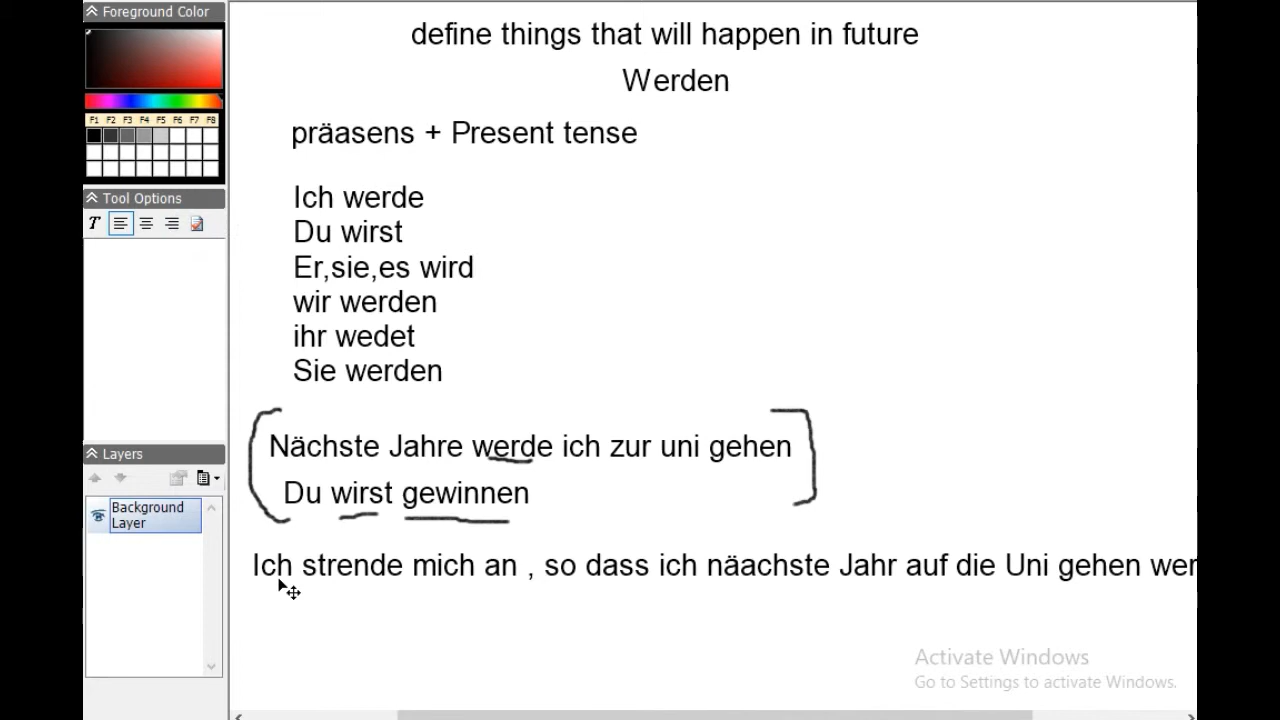 Foreground Color
define things that will happen in future
Werden
F1 F2 F3 F4 F5 F6 F7 F8
präasens + Present tense
Tool Options
Ich werde
T
Du wirst
Er,sie,es wird
wir werden
ihr wedet
Sie werden
Layers
Nächste Jahre werde ich zur uni gehen
Du wirst gewinnen
Background
Layer
Ich strende mich an , so dass ich näachste Jahr auf die Uni gehen wer
Activate Windows
Go to Settings to activate Windows.